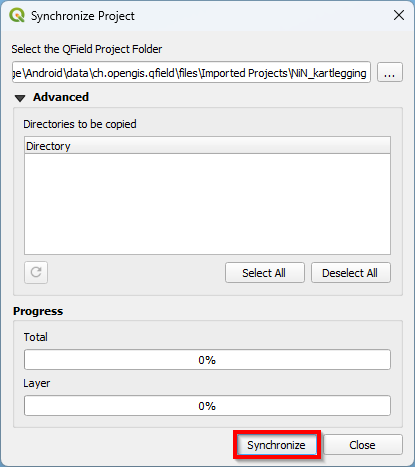 Synchronize Project
Select the QField Project Folder
ge\Android\data\ch.opengis.qfield\files\Imported Projects\NiN_kartlegging
...
Advanced
Directories to be copied
Directory
Select All
Deselect All
Progress
Total
0%
Layer
0%
Synchronize
Close